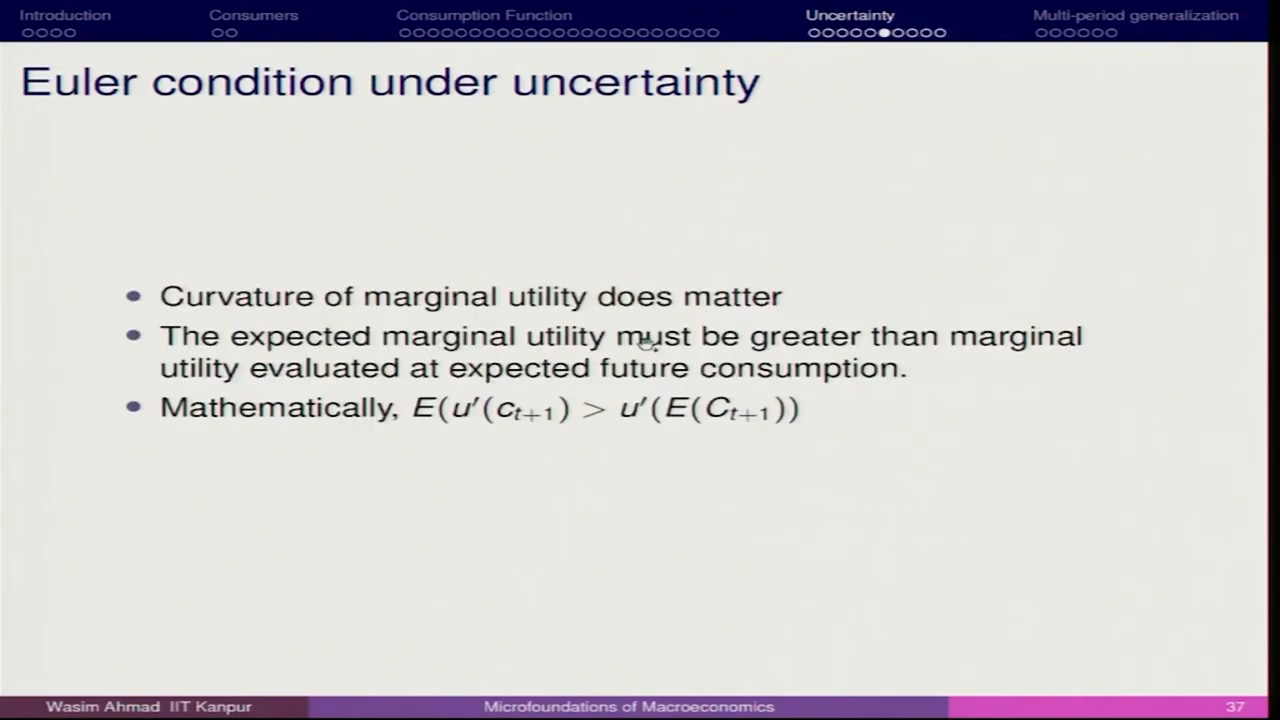 Introduction Consumers Consumption Function Uncertainty Multi-period generalization
Euler condition under uncertainty
• Curvature of marginal utility does matter
• The expected marginal utility must be greater than marginal
utility evaluated at expected future consumption.
• Mathematically, E(u′(c_{t+1}) > u′(E(C_{t+1}))
Wasim Ahmad IIT Kanpur Microfoundations of Macroeconomics 37